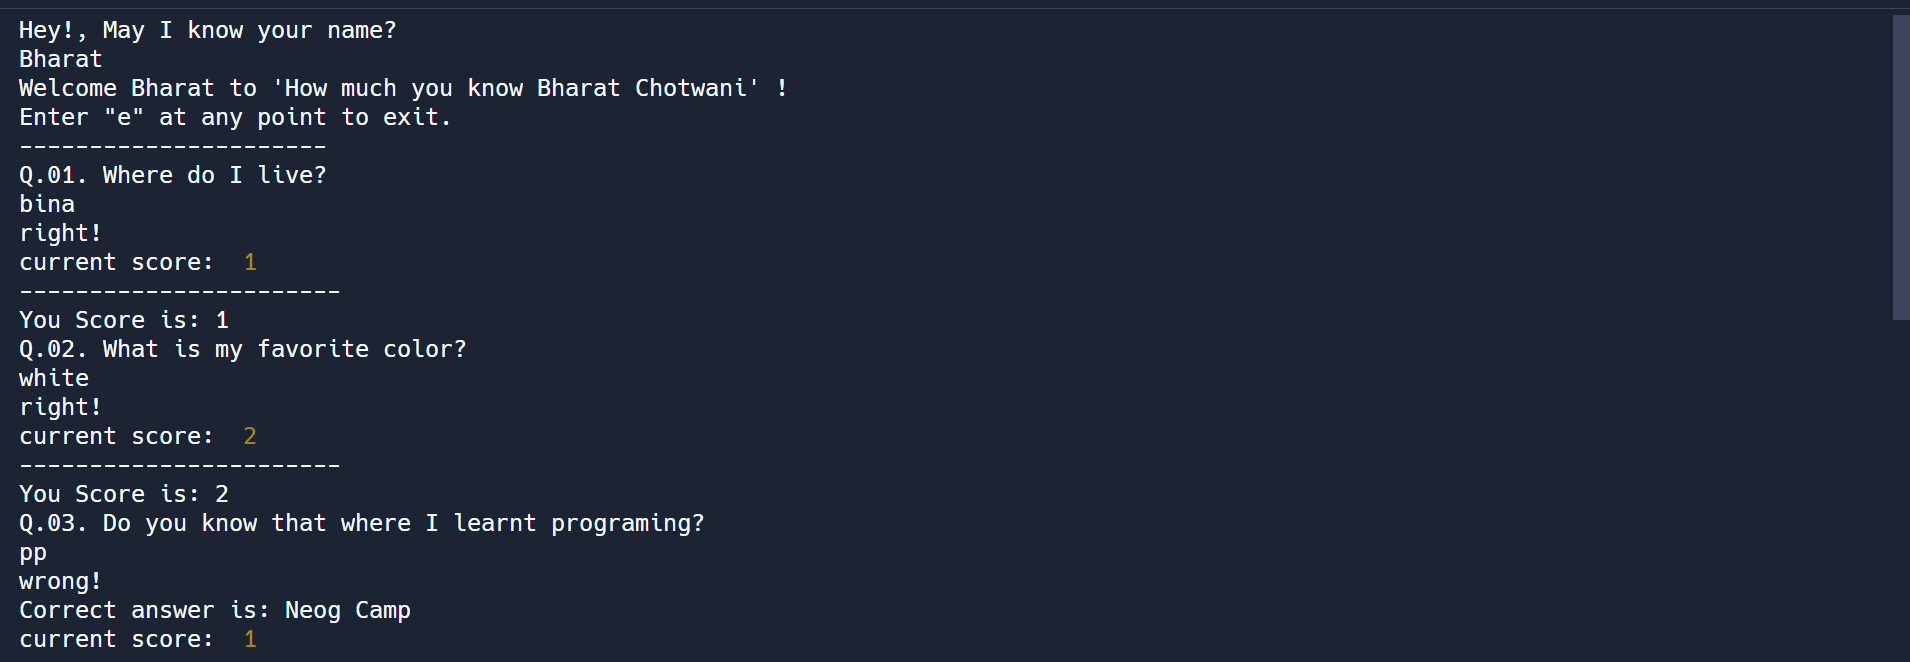 Hey!, May I know your name?
Bharat
Welcome Bharat to 'How much you know Bharat Chotwani' !
Enter "e" at any point to exit.
----------------------
Q.01. Where do I live?
bina
right!
current score:  1
-----------------------
You Score is: 1
Q.02. What is my favorite color?
white
right!
current score:  2
-----------------------
You Score is: 2
Q.03. Do you know that where I learnt programing?
pp
wrong!
Correct answer is: Neog Camp
current score:  1